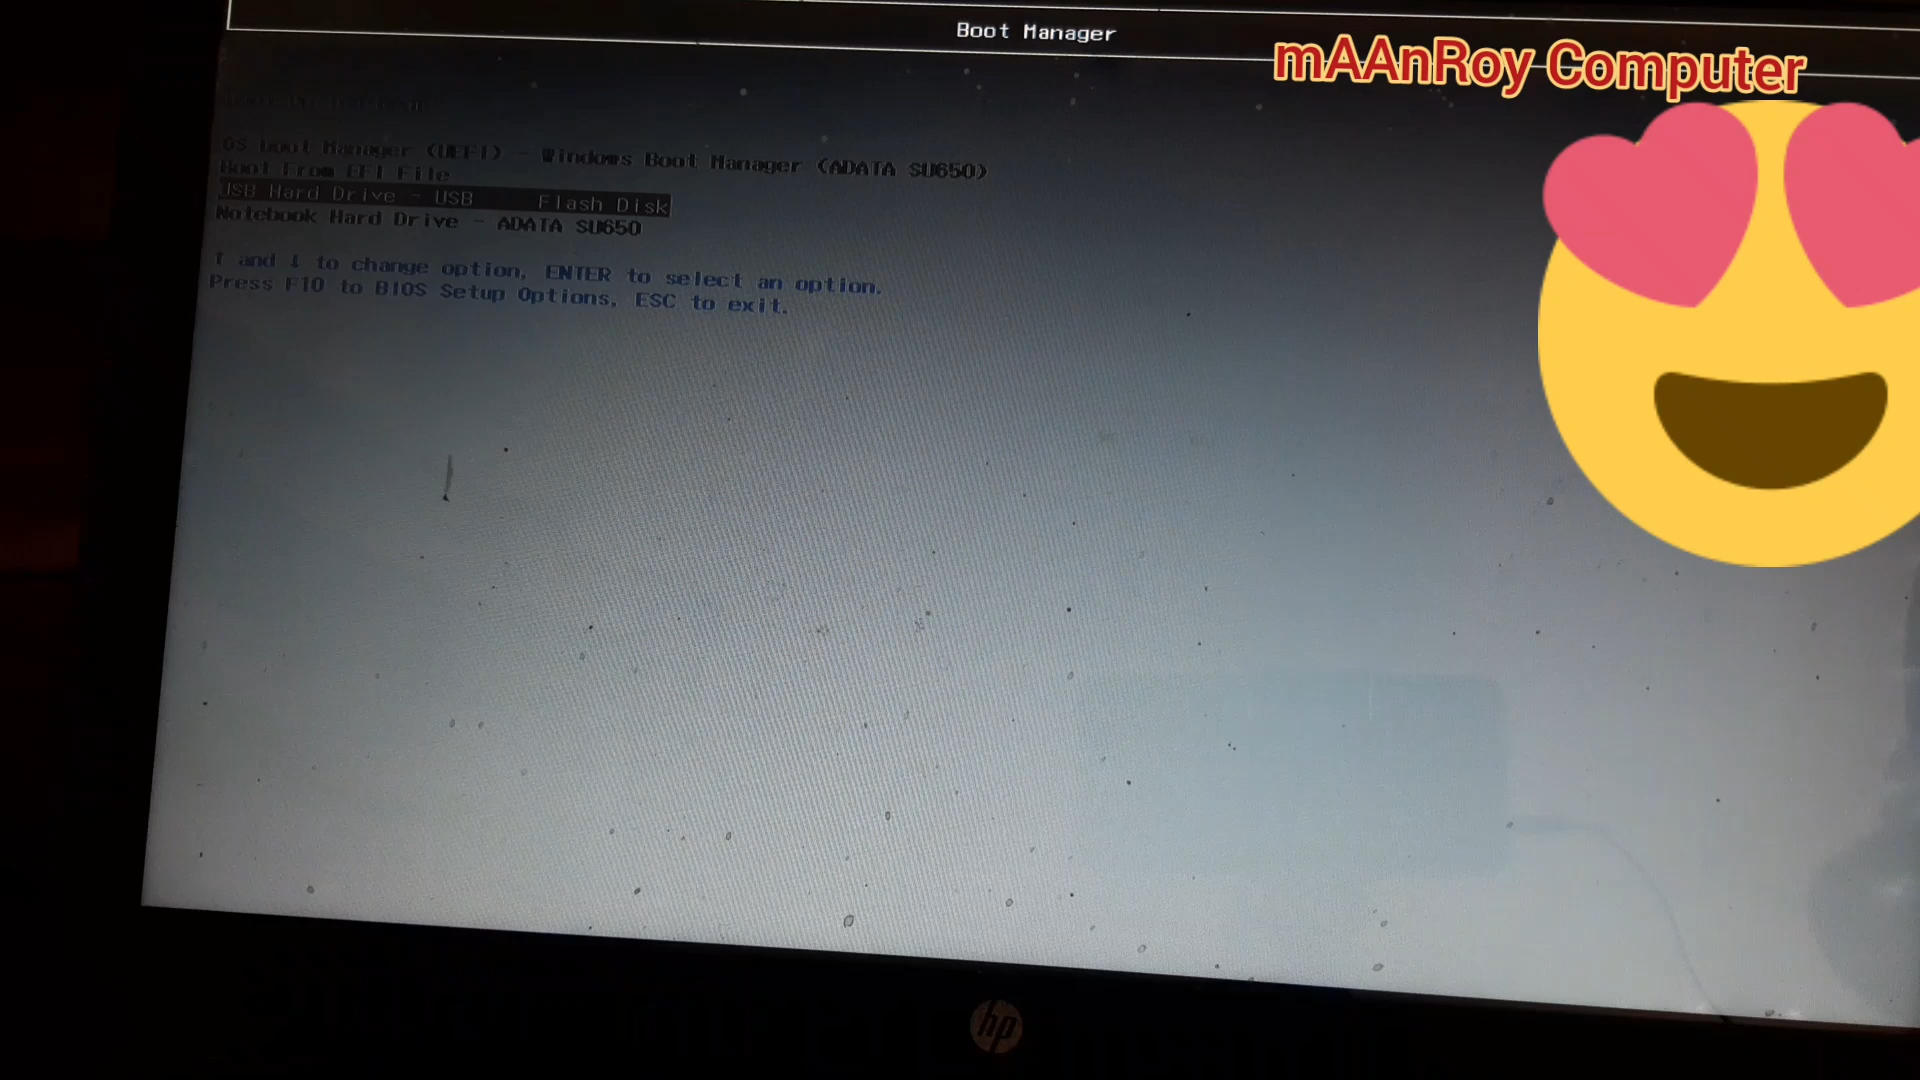 Boot Manager
mAAnRoy Computer
OS boot Manager (UEFI) - Windows Boot Manager (ADATA SU650)
Boot From EFI File
USB Hard Drive - USB Flash Disk
Notebook Hard Drive - ADATA SU650
↑ and ↓ to change option, ENTER to select an option.
Press F10 to BIOS Setup Options, ESC to exit.
hp